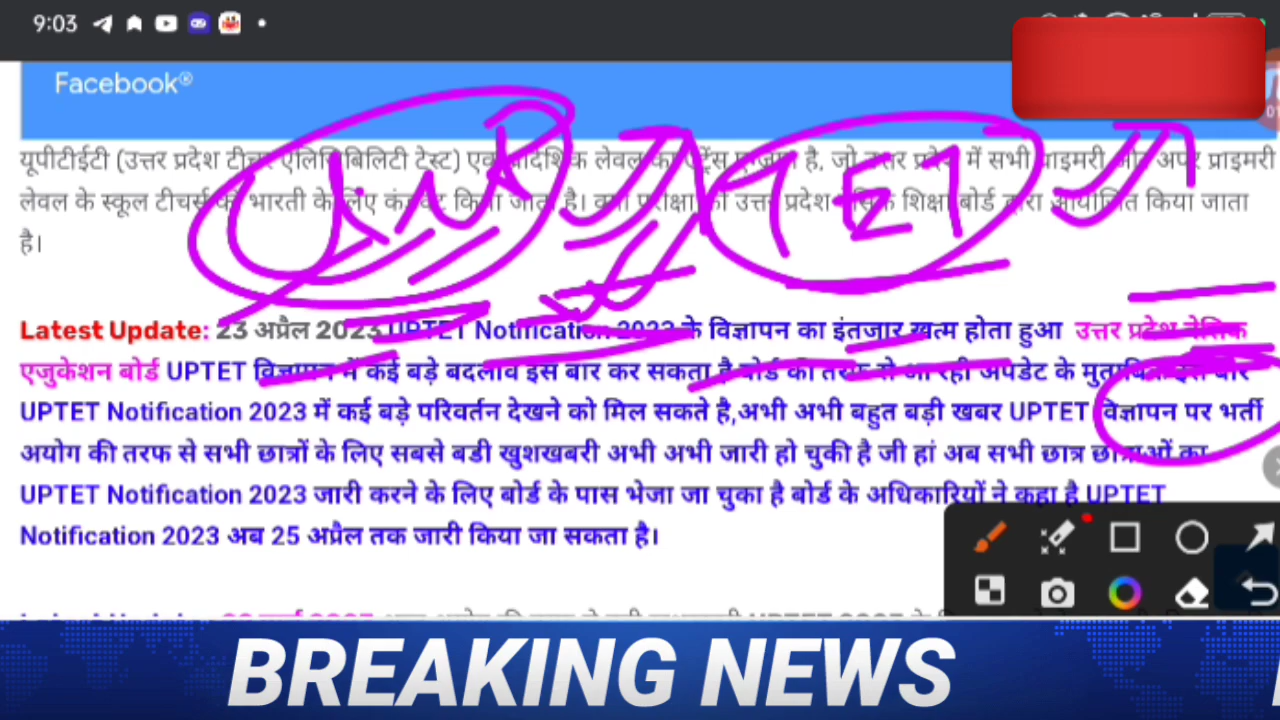 9:03
Facebook®
यूपीटीईटी (उत्तर प्रदेश टीचर एलिजिबिलिटी टेस्ट) एक लेवल का एंट्रेंस है, जो उत्तर प्रदेश में सभी प्राइमरी और अपर प्राइमरी
लेवल के स्कूल टीचर्स की भारती के लिए कंडक्ट किया जाता है। उत्तर प्रदेश बेसिक शिक्षा बोर्ड द्वारा आयोजित किया जाता
है।
TET
Latest Update: 23 अप्रैल 2023 UPTET Notification 2023 के विज्ञापन का इंतजार खत्म होता हुआ उत्तर प्रदेश बेसिक
एजुकेशन बोर्ड UPTET विज्ञापन में कई बड़े बदलाव इस बार कर सकता है बोर्ड की तरफ से आ रही अपडेट के मुताबिक इस बार
UPTET Notification 2023 में कई बड़े परिवर्तन देखने को मिल सकते है,अभी अभी बहुत बड़ी खबर UPTET विज्ञापन पर भर्ती
अयोग की तरफ से सभी छात्रों के लिए सबसे बडी खुशखबरी अभी अभी जारी हो चुकी है जी हां अब सभी छात्र छात्राओं का
UPTET Notification 2023 जारी करने के लिए बोर्ड के पास भेजा जा चुका है बोर्ड के अधिकारियों ने कहा है UPTET
Notification 2023 अब 25 अप्रैल तक जारी किया जा सकता है।
BREAKING NEWS